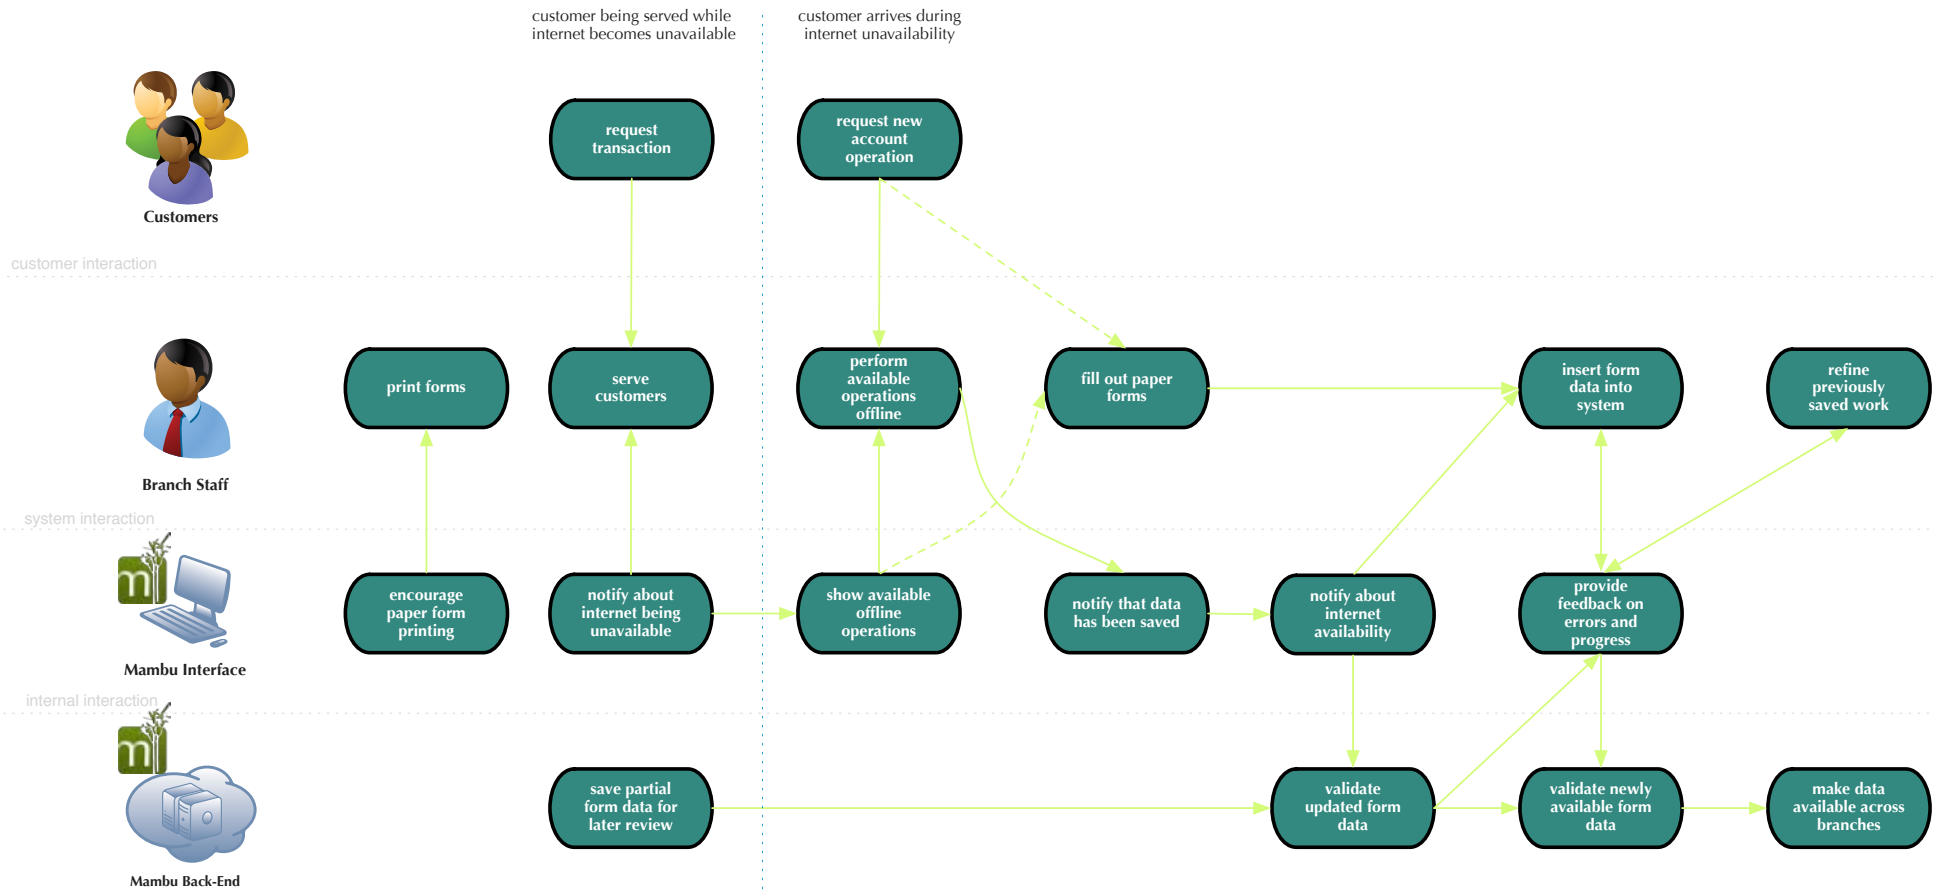 customer being served while
internet becomes unavailable
customer arrives during
internet unavailability
request
transaction
request new
account
operation
Customers
customer interaction
print forms
serve
customers
perform
available
operations
offline
fill out paper
forms
insert form
data into
system
refine
previously
saved work
Branch Staff
system interaction
m
encourage
paper form
printing
notify about
internet being
unavailable
show available
offline
operations
notify that data
has been saved
notify about
internet
availability
provide
feedback on
errors and
progress
Mambu Interface
internal interaction
m
save partial
form data for
later review
validate
updated form
data
validate newly
available form
data
make data
available across
branches
Mambu Back-End